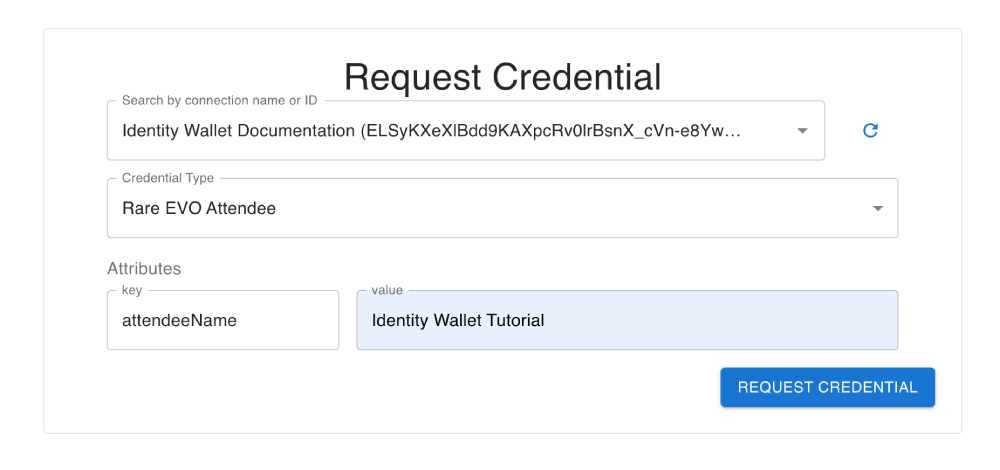 Request Credential
Search by connection name or ID
Identity Wallet Documentation (ELSyKXeXlBdd9KAXpcRv0lrBsnX_cVn-e8Yw...
Credential Type
Rare EVO Attendee
Attributes
key
value
attendeeName
Identity Wallet Tutorial
REQUEST CREDENTIAL